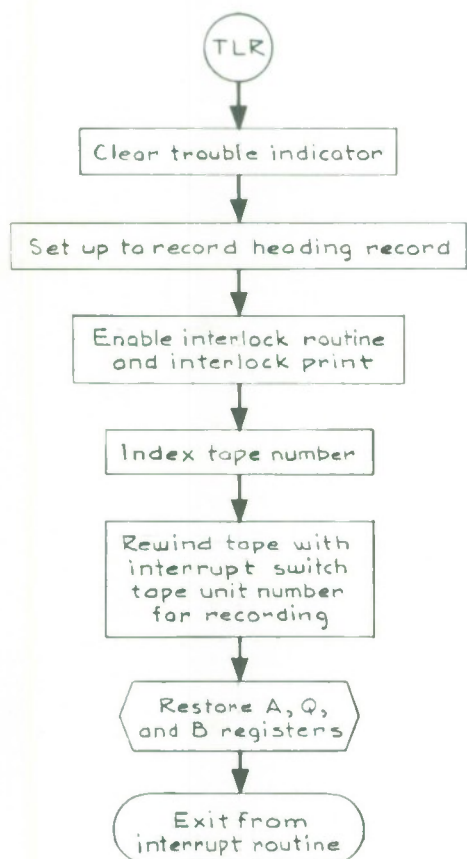 TLR
Clear trouble indicator
Set up to record heading record
Enable interlock routine
and interlock print
Index tape number
Rewind tape with
interrupt switch
tape unit number
for recording
Restore A, Q,
and B registers
Exit from
interrupt routine